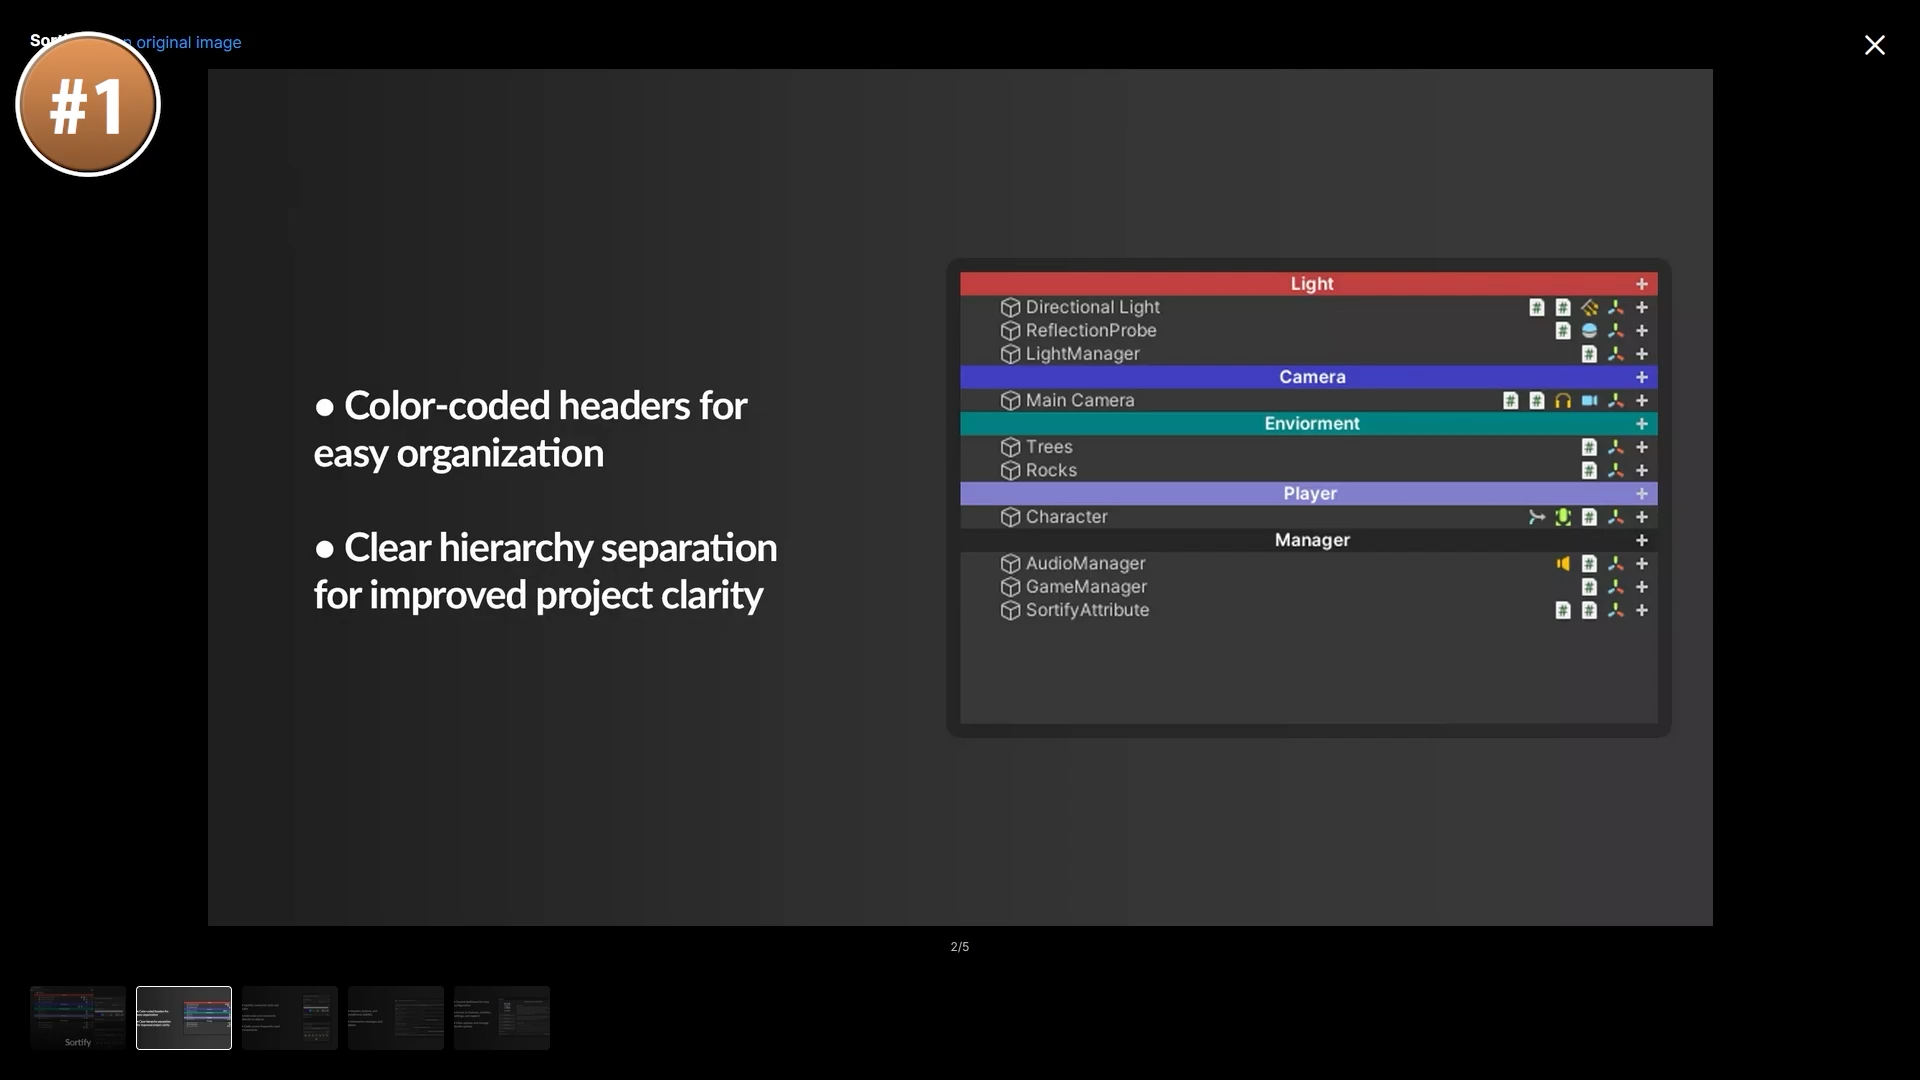 original image
#1
● Color-coded headers for
easy organization
● Clear hierarchy separation
for improved project clarity
Light
Directional Light
ReflectionProbe
LightManager
Camera
Main Camera
Enviorment
Trees
Rocks
Player
Character
Manager
AudioManager
GameManager
SortifyAttribute
2/5
Sortify